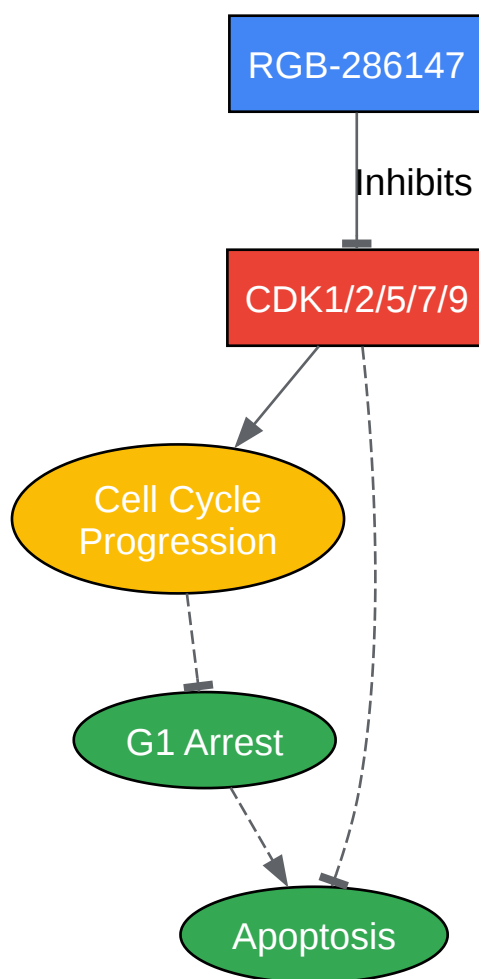 RGB-286147
Inhibits
CDK1/2/5/7/9
Cell Cycle
Progression
G1 Arrest
Apoptosis